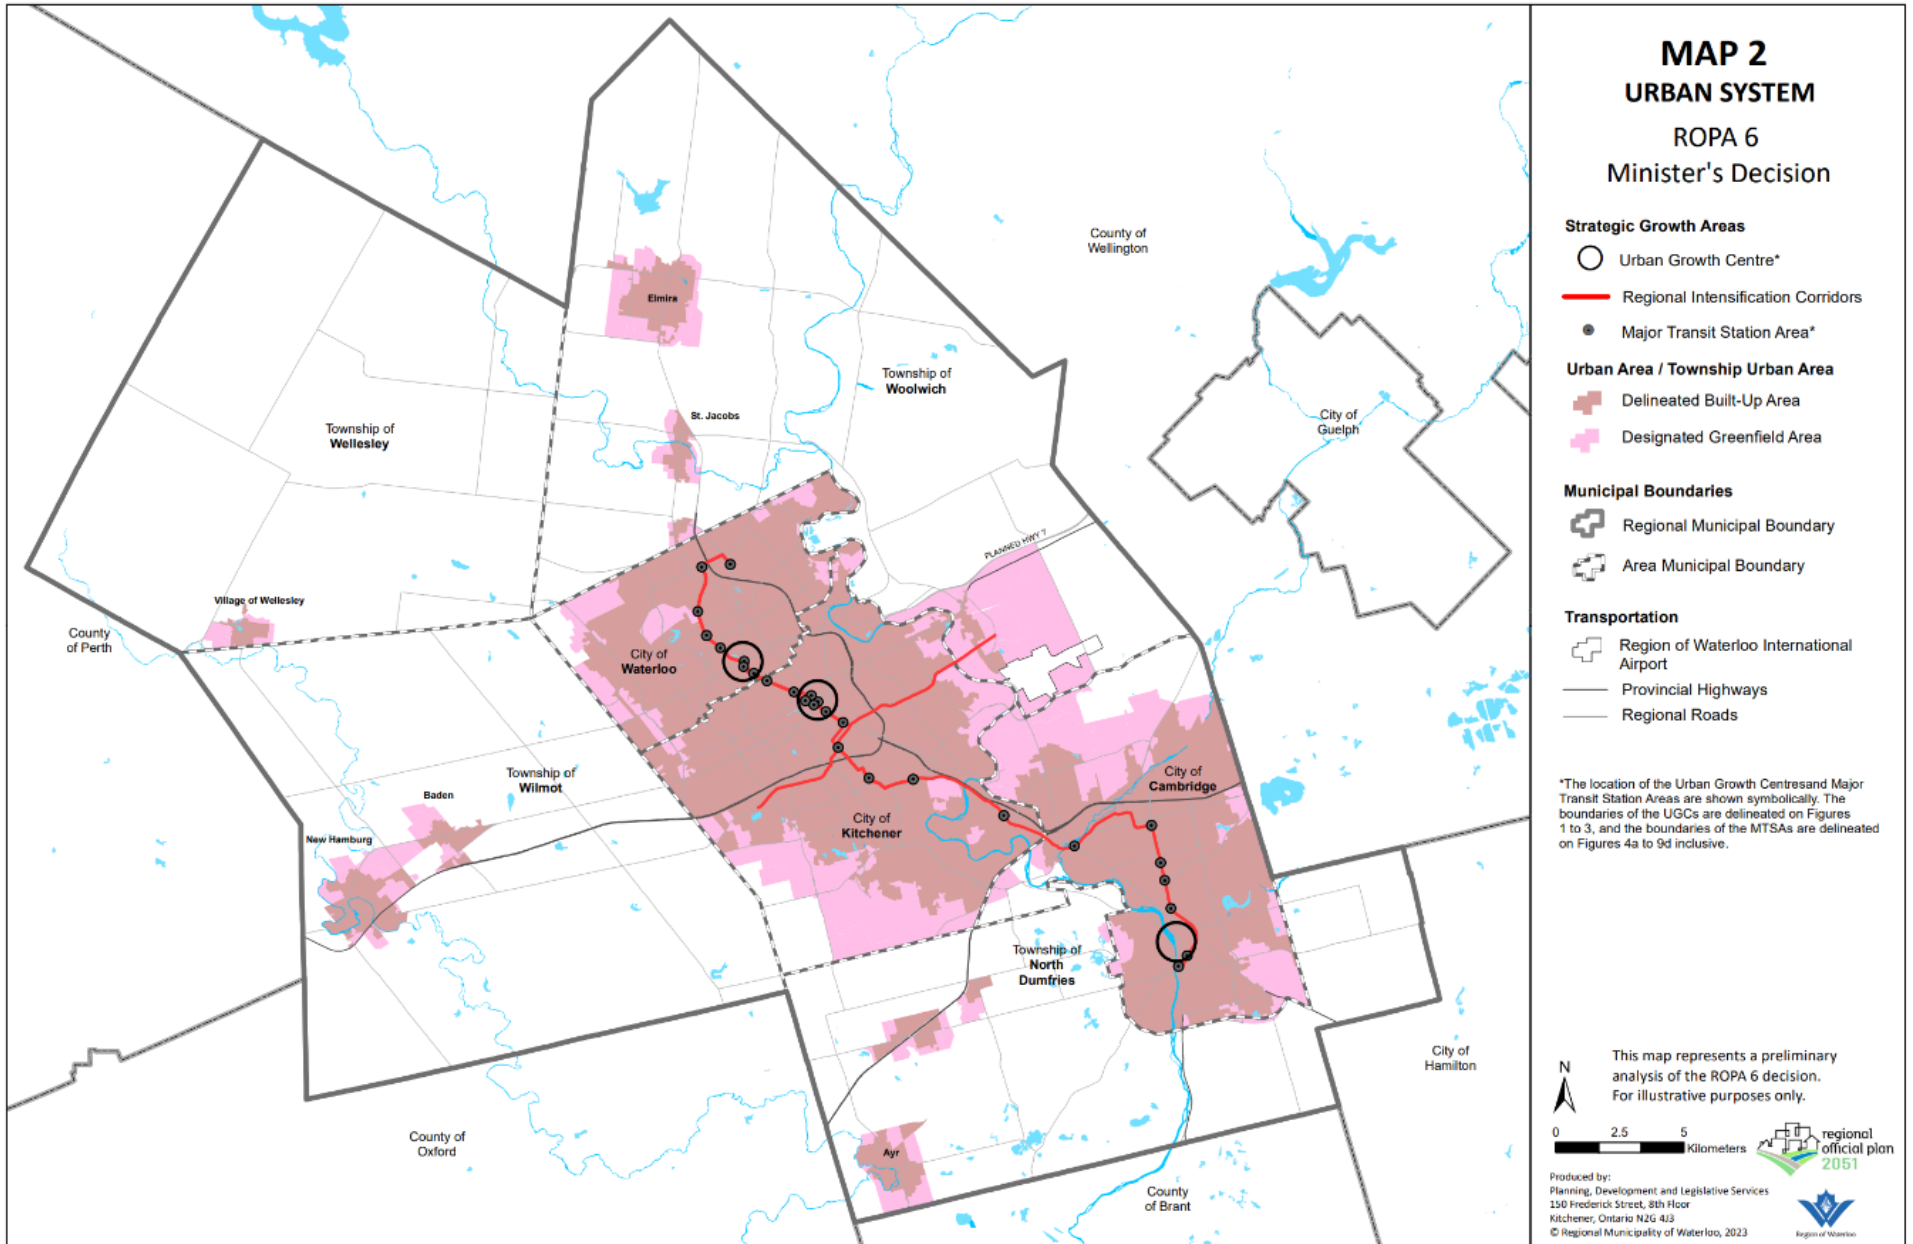 MAP 2
URBAN SYSTEM
ROPA 6
Minister's Decision
Strategic Growth Areas
Urban Growth Centre*
Regional Intensification Corridors
Major Transit Station Area*
Urban Area / Township Urban Area
Delineated Built-Up Area
Designated Greenfield Area
Municipal Boundaries
Regional Municipal Boundary
Area Municipal Boundary
Transportation
Region of Waterloo International
Airport
Provincial Highways
Regional Roads
*The location of the Urban Growth Centresand Major
Transit Station Areas are shown symbolically. The
boundaries of the UGCs are delineated on Figures
1 to 3, and the boundaries of the MTSAs are delineated
on Figures 4a to 9d inclusive.
N
This map represents a preliminary
analysis of the ROPA 6 decision.
For illustrative purposes only.
0 2.5 5
Kilometers
regional
official plan
2051
Produced by:
Planning, Development and Legislative Services
150 Frederick Street, 8th Floor
Kitchener, Ontario N2G 4J3
© Regional Municipality of Waterloo, 2023
Region of Waterloo
County of
Wellington
Elmira
Township of
Woolwich
St. Jacobs
City of
Guelph
Township of
Wellesley
PLANNED HWY 7
Village of Wellesley
County
of Perth
City of
Waterloo
Township of
Wilmot
City of
Cambridge
Baden
City of
Kitchener
New Hamburg
Township of
North
Dumfries
City of
Hamilton
County of
Oxford
Ayr
County
of Brant